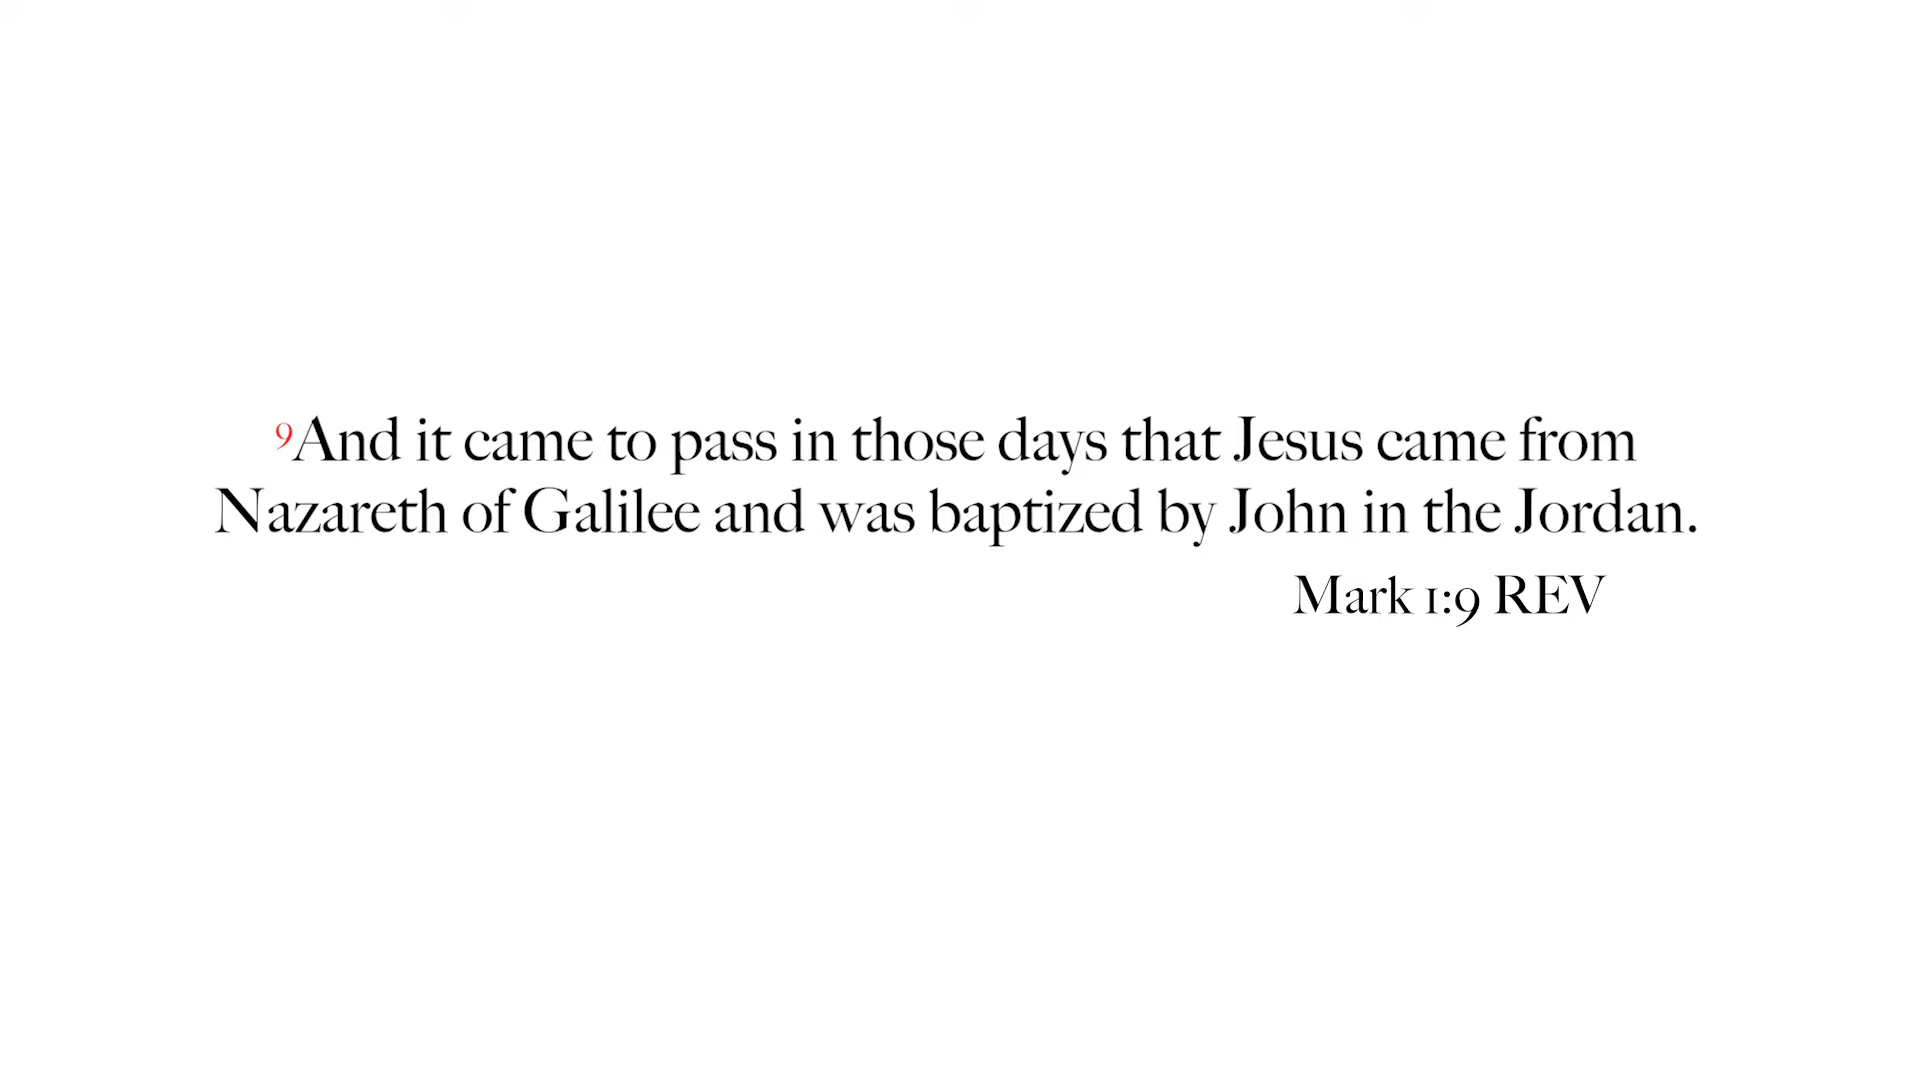 9And it came to pass in those days that Jesus came from
Nazareth of Galilee and was baptized by John in the Jordan.
Mark 1:9 REV